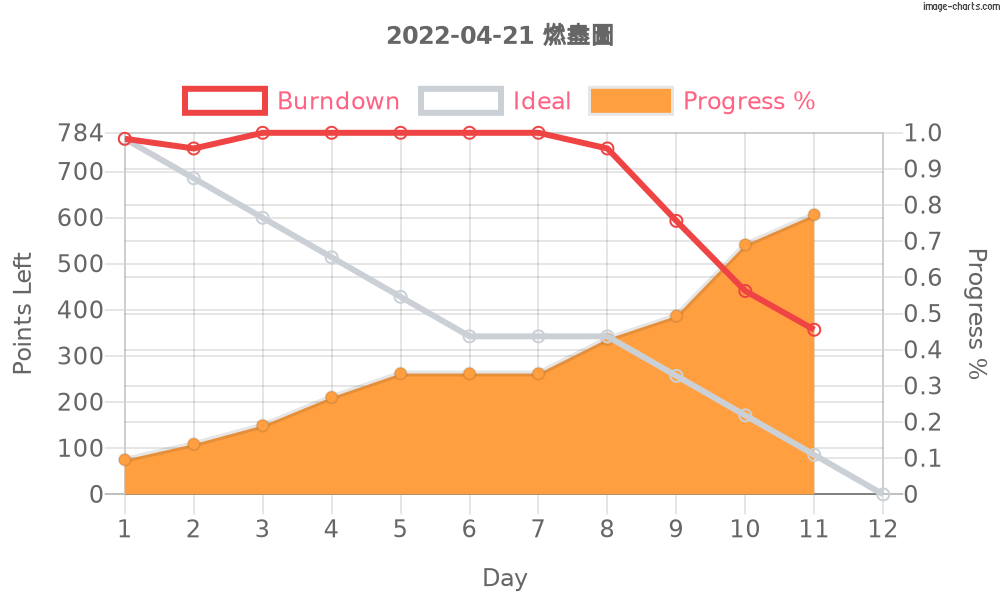 image-charts.com
2022-04-21 燃盡圖
Burndown Ideal Progress %
784
700
600
500
400
300
200
100
0
Points Left
1.0
0.9
0.8
0.7
0.6
0.5
0.4
0.3
0.2
0.1
0
Progress %
1 2 3 4 5 6 7 8 9 10 11 12
Day